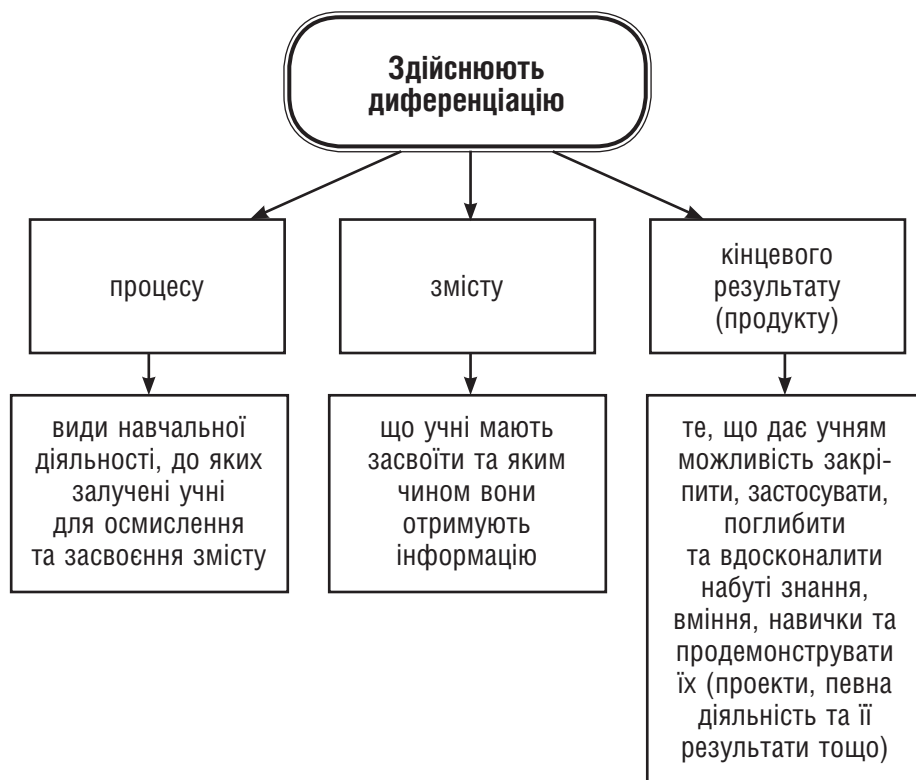 Здійснюють
диференціацію
процесу
змісту
кінцевого
результату
(продукту)
види навчальної
діяльності, до яких
залучені учні
для осмислення
та засвоєння змісту
що учні мають
засвоїти та яким
чином вони
отримують
інформацію
те, що дає учням
можливість закрі-
пити, застосувати,
поглибити
та вдосконалити
набуті знання,
вміння, навички та
продемонструвати
їх (проекти, певна
діяльність та її
результати тощо)